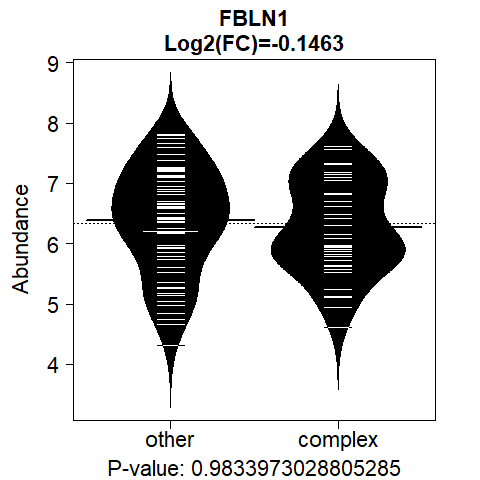 FBLN1
Log2(FC)=-0.1463
Abundance
9
8
7
6
5
4
other complex
P-value: 0.9833973028805285